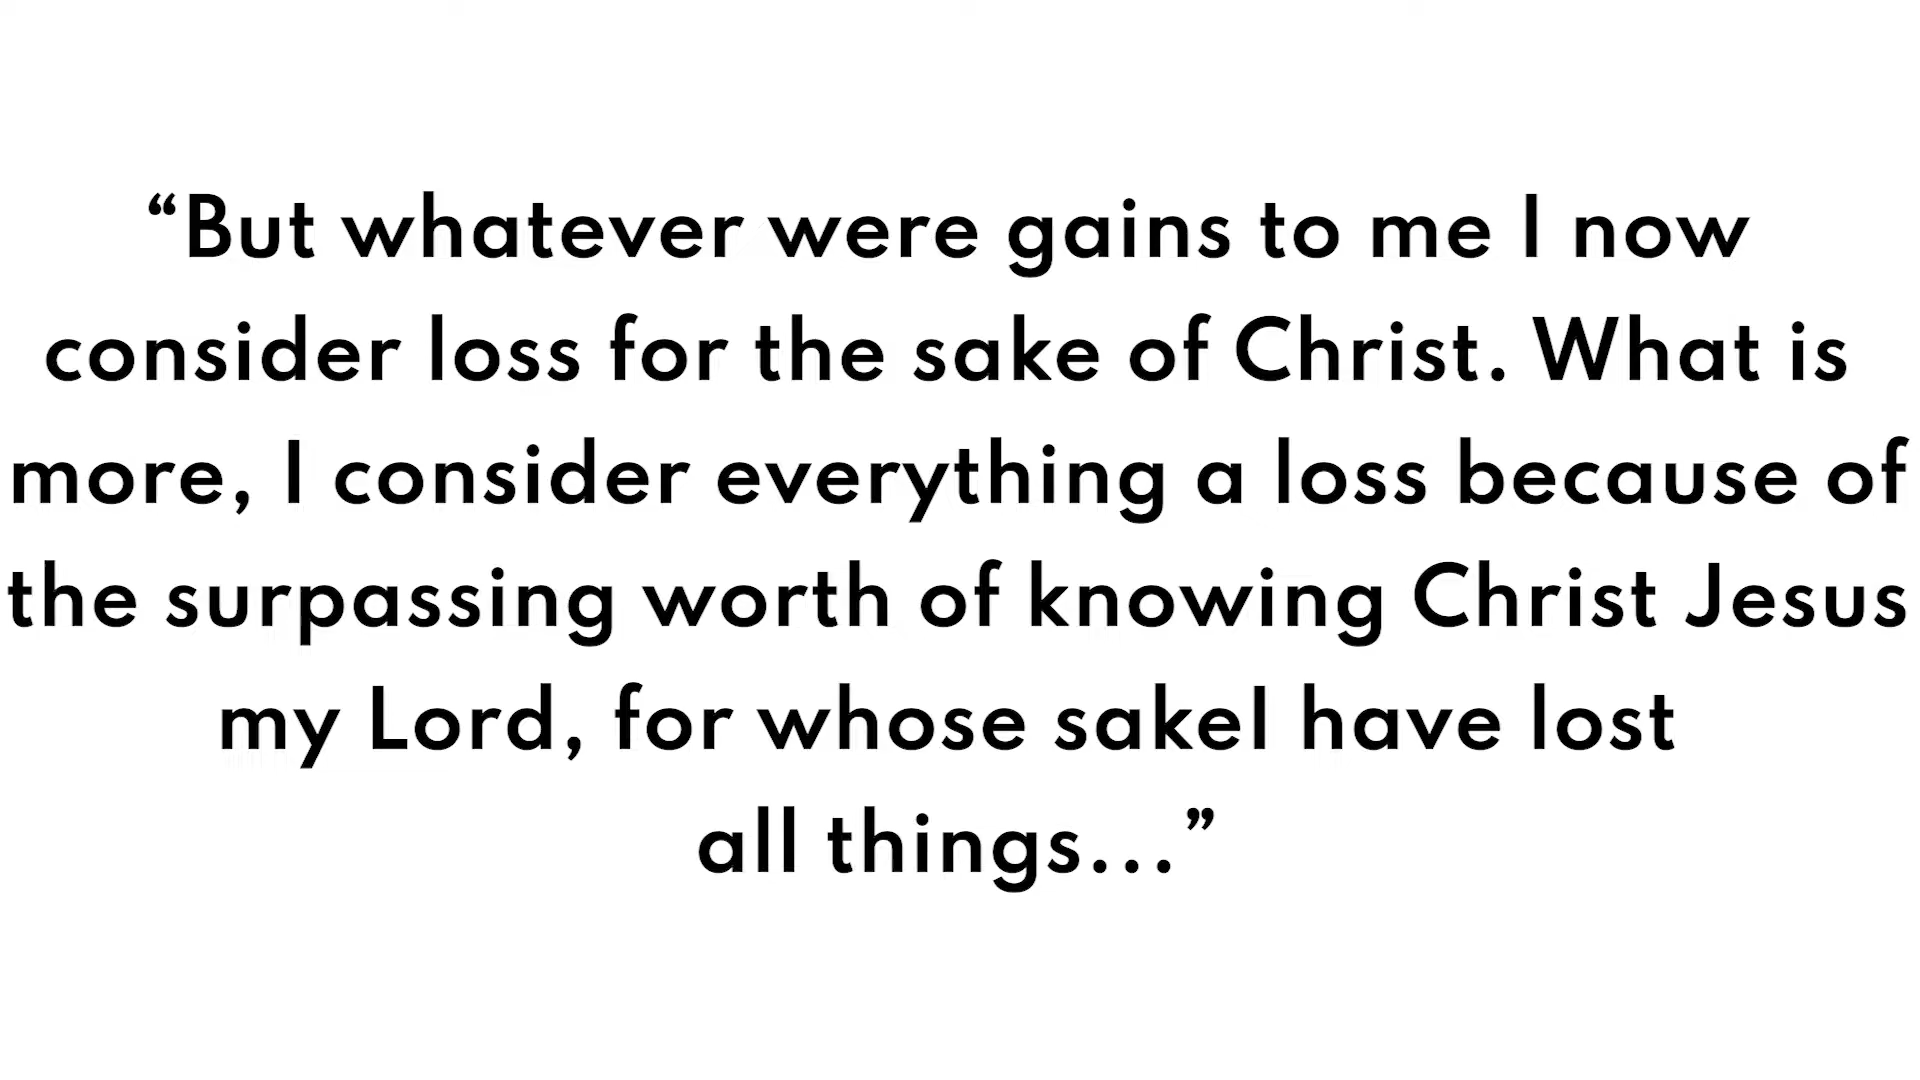 “But whatever were gains to me I now
consider loss for the sake of Christ. What is
more, I consider everything a loss because of
the surpassing worth of knowing Christ Jesus
my Lord, for whose sakeI have lost
all things...”